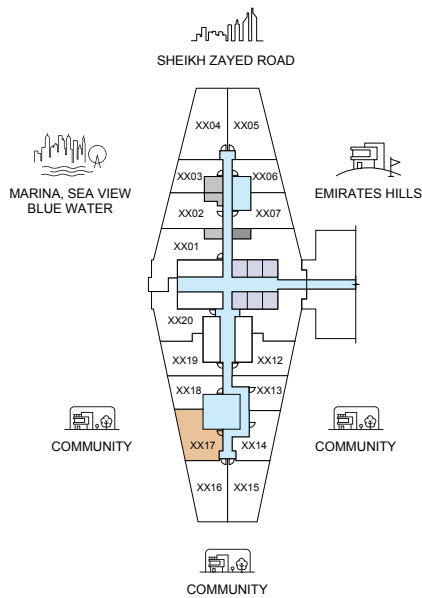 SHEIKH ZAYED ROAD
XX04 XX05
XX03 XX06
MARINA, SEA VIEW
BLUE WATER
EMIRATES HILLS
XX02 XX07
XX01
XX20
XX19 XX12
XX18 XX13
COMMUNITY
XX17 XX14
COMMUNITY
XX16 XX15
COMMUNITY